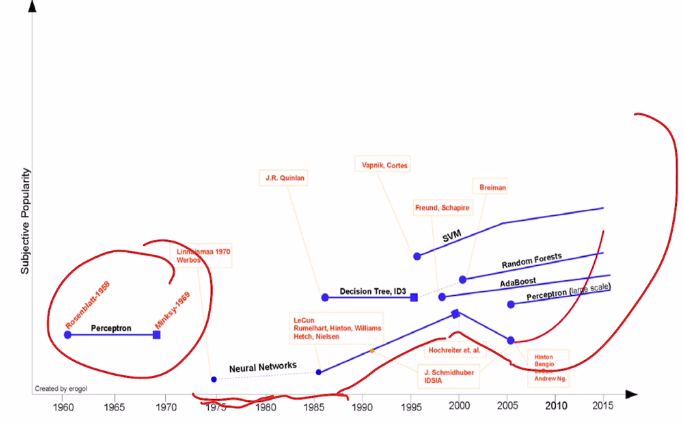 Subjective Popularity
Rosenblatt-1958
Perceptron
Minksy-1969
Linnainmaa 1970
Werbos
J.R. Quinlan
Vapnik, Cortes
Freund, Schapire
Breiman
SVM
Random Forests
AdaBoost
Perceptron (large scale)
Decision Tree, ID3
LeCun
Rumelhart, Hinton, Williams
Hetch, Nielsen
Neural Networks
Hochreiter et. al.
J. Schmidhuber
IDSIA
Hinton
Bengio
Andrew Ng.
Created by erogol
1960 1965 1970 1975 1980 1985 1990 1995 2000 2005 2010 2015